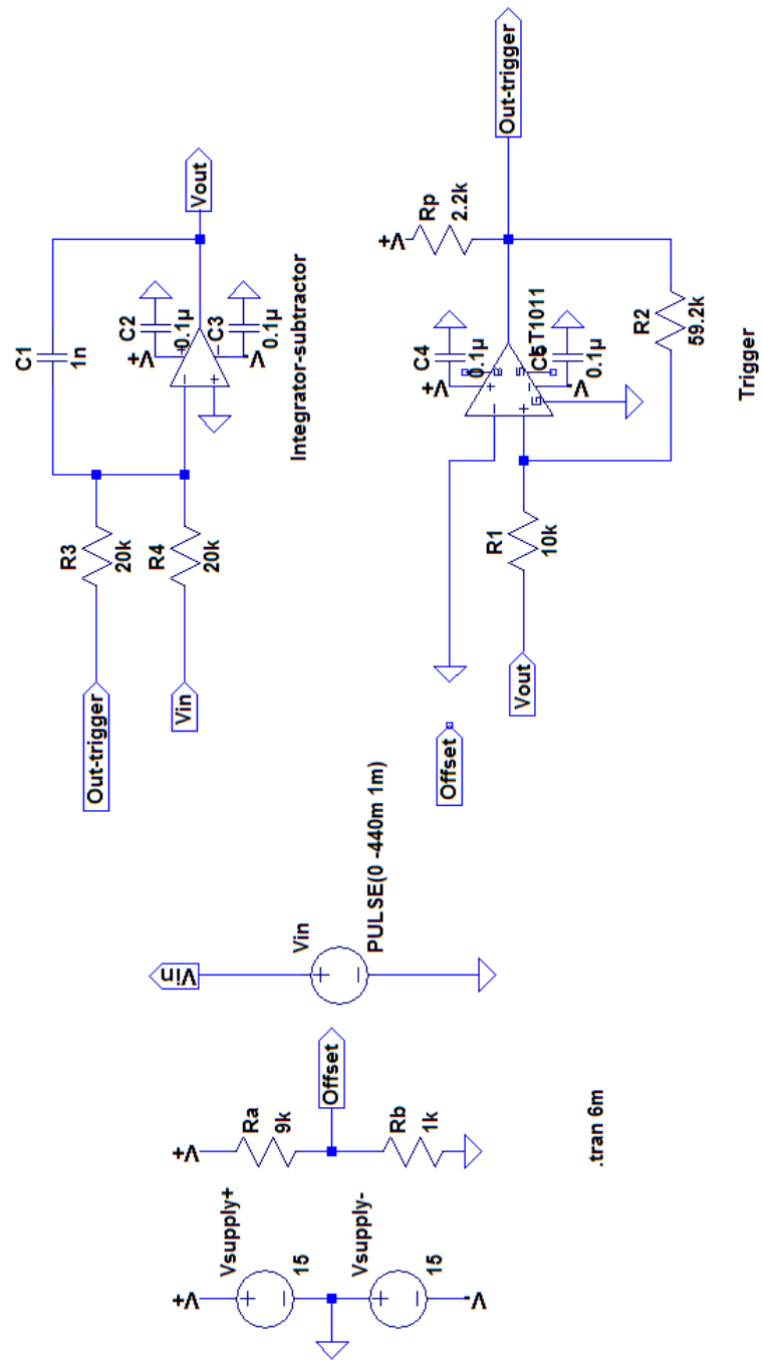 C1
1n
R3
20k
R4
20k
Out-trigger
Vin
V+
C2
0.1µ
C3
0.1µ
V-
Vout
Integrator-subtractor
V+
Rp
2.2k
Out-trigger
V+
C4
0.1µ
LT1011
0.1µ
V-
B
S
G
R1
10k
R2
59.2k
Vout
Offset
Trigger
Vin
Vin
PULSE(0 -440m 1m)
V+
Ra
9k
Offset
Rb
1k
V+
Vsupply+
15
Vsupply-
15
V-
.tran 6m